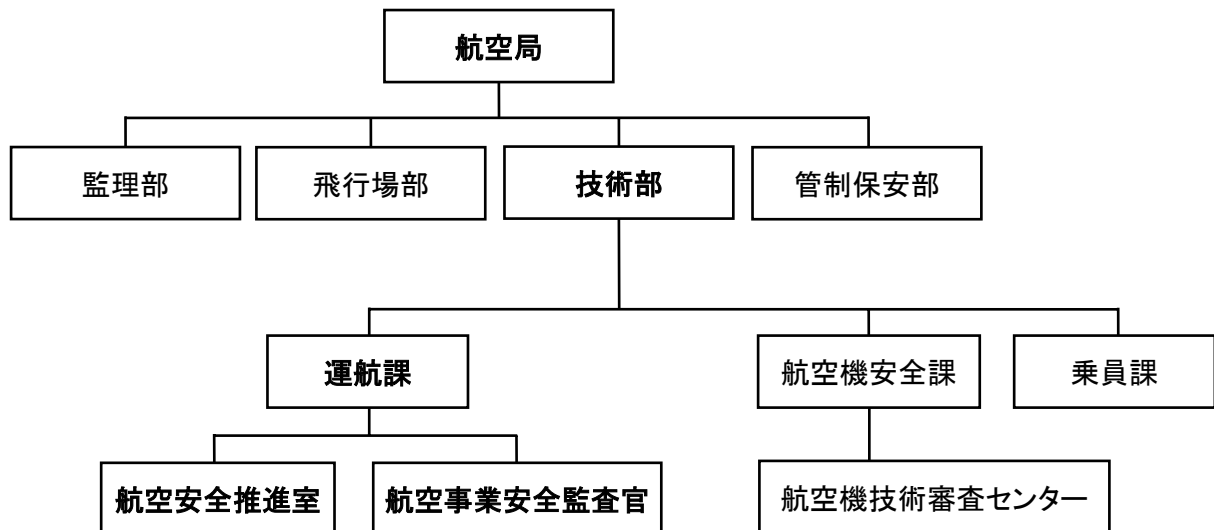 航空局
監理部
飛行場部
技術部
管制保安部
運航課
航空機安全課
乗員課
航空安全推進室
航空事業安全監査官
航空機技術審査センター